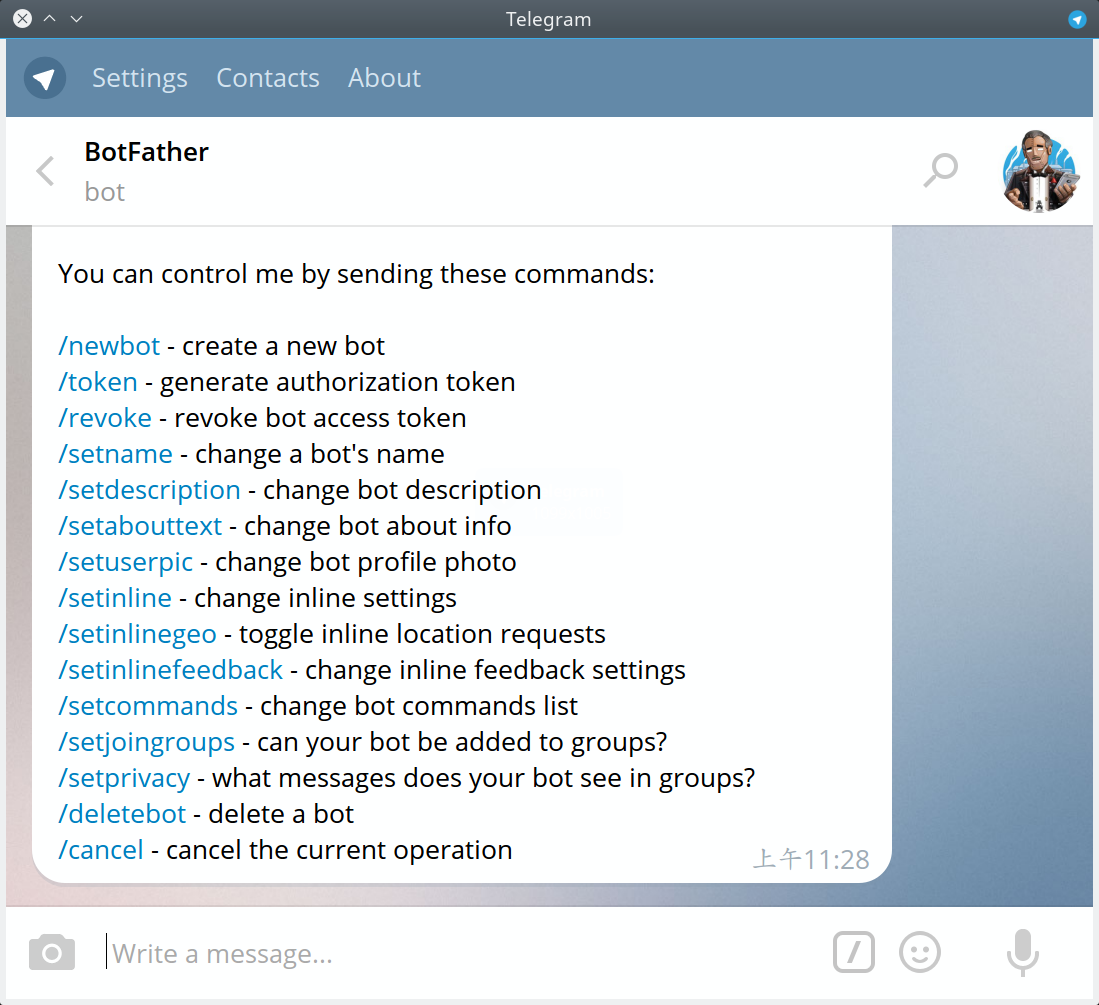 Telegram
Settings Contacts About
BotFather
bot
You can control me by sending these commands:
/newbot - create a new bot
/token - generate authorization token
/revoke - revoke bot access token
/setname - change a bot's name
/setdescription - change bot description
/setabouttext - change bot about info
/setuserpic - change bot profile photo
/setinline - change inline settings
/setinlinegeo - toggle inline location requests
/setinlinefeedback - change inline feedback settings
/setcommands - change bot commands list
/setjoingroups - can your bot be added to groups?
/setprivacy - what messages does your bot see in groups?
/deletebot - delete a bot
/cancel - cancel the current operation
上午11:28
Write a message...